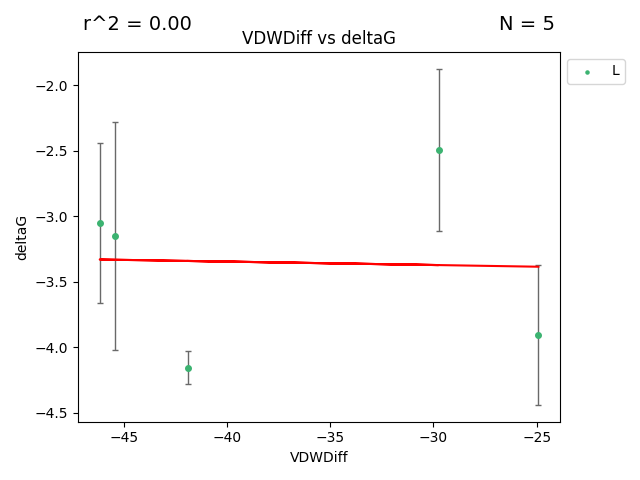 r^2 = 0.00
N = 5
VDWDiff vs deltaG
L
−2.0
−2.5
−3.0
−3.5
−4.0
−4.5
deltaG
−45
−40
−35
−30
−25
VDWDiff